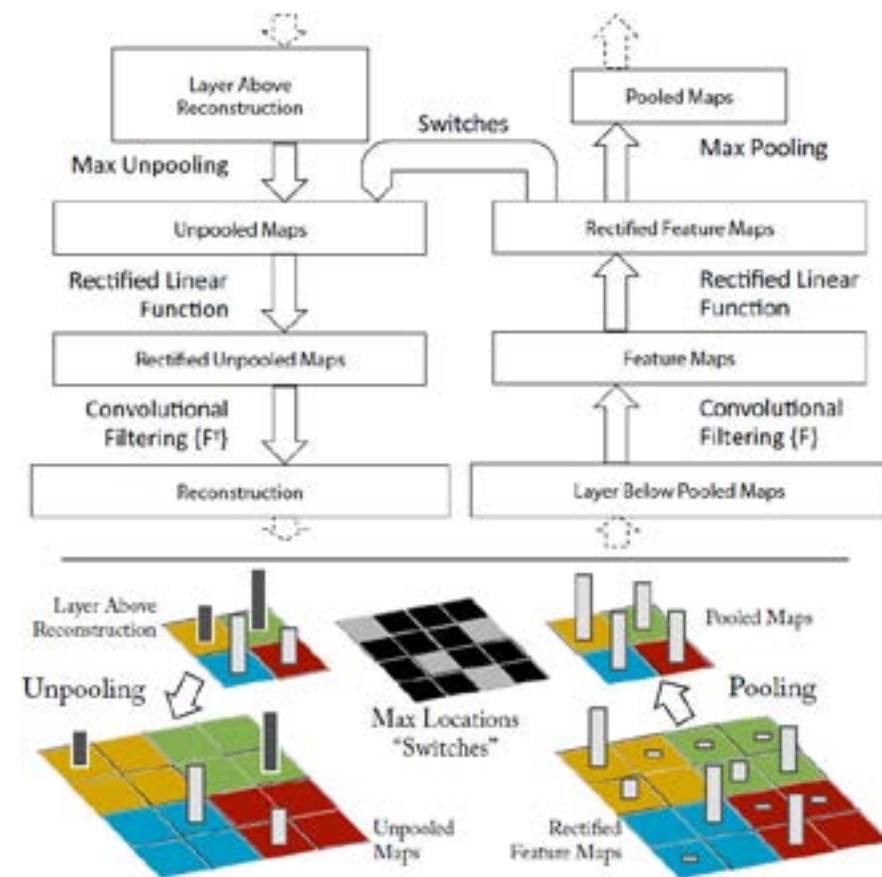 Layer Above
Reconstruction
Pooled Maps
Switches
Max Unpooling
Max Pooling
Unpooled Maps
Rectified Feature Maps
Rectified Linear
Function
Rectified Linear
Function
Rectified Unpooled Maps
Feature Maps
Convolutional
Filtering {Fᵀ}
Convolutional
Filtering {F}
Reconstruction
Layer Below Pooled Maps
Layer Above
Reconstruction
Pooled Maps
Unpooling
Pooling
Max Locations
"Switches"
Unpooled
Maps
Rectified
Feature Maps